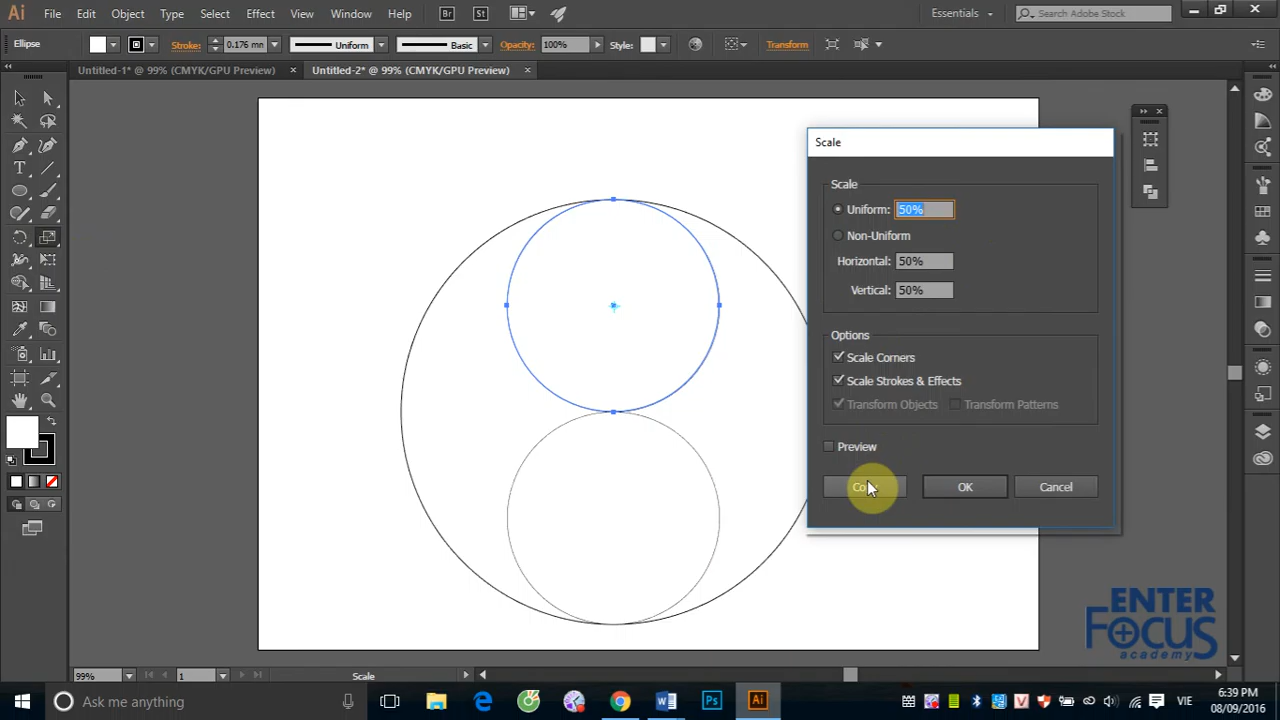 Ai File Edit Object Type Select Effect View Window Help Br St Essentials Search Adobe Stock
Ellipse Stroke: 0.176 mn Uniform Basic Opacity: 100% Style: Transform
Untitled-1* @ 99% (CMYK/GPU Preview) × Untitled-2* @ 99% (CMYK/GPU Preview) ×
Scale
Scale
Uniform: 50%
Non-Uniform
Horizontal: 50%
Vertical: 50%
Options
Scale Corners
Scale Strokes & Effects
Transform Objects Transform Patterns
Preview
OK Cancel
ENTER
FOCUS
academy
99% 1 Scale
Ask me anything Ps Ai VIE 6:39 PM
08/09/2016